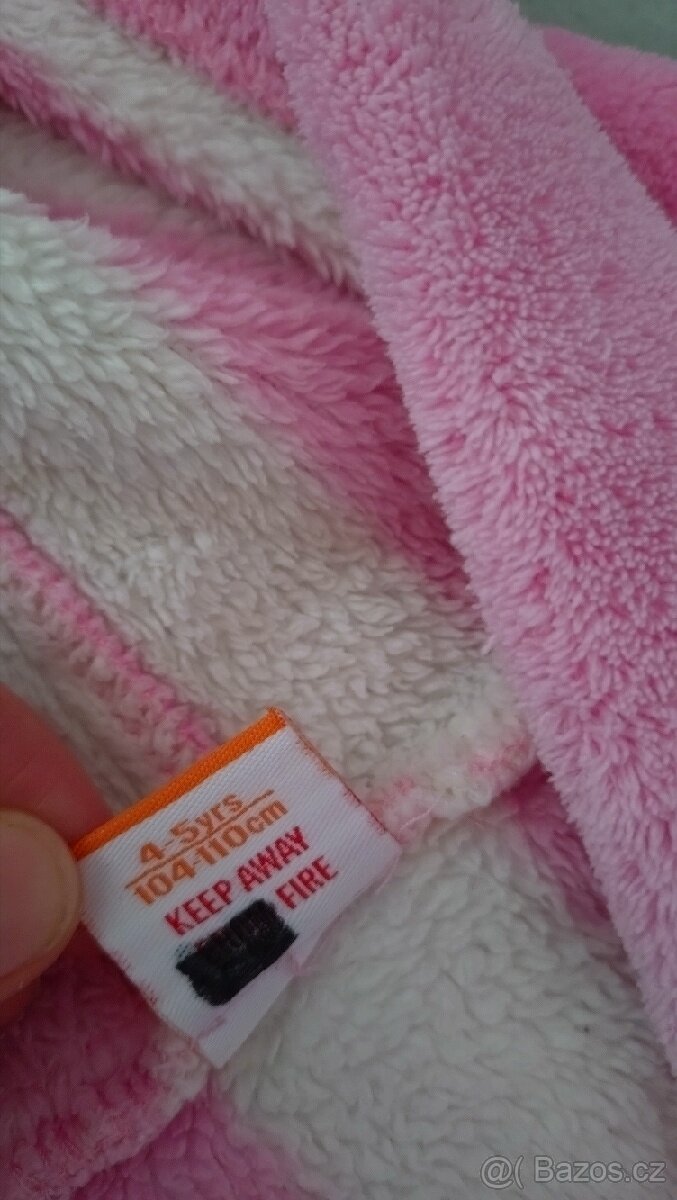 4-5yrs
104-110cm
KEEP AWAY
FIRE
@( Bazos.cz